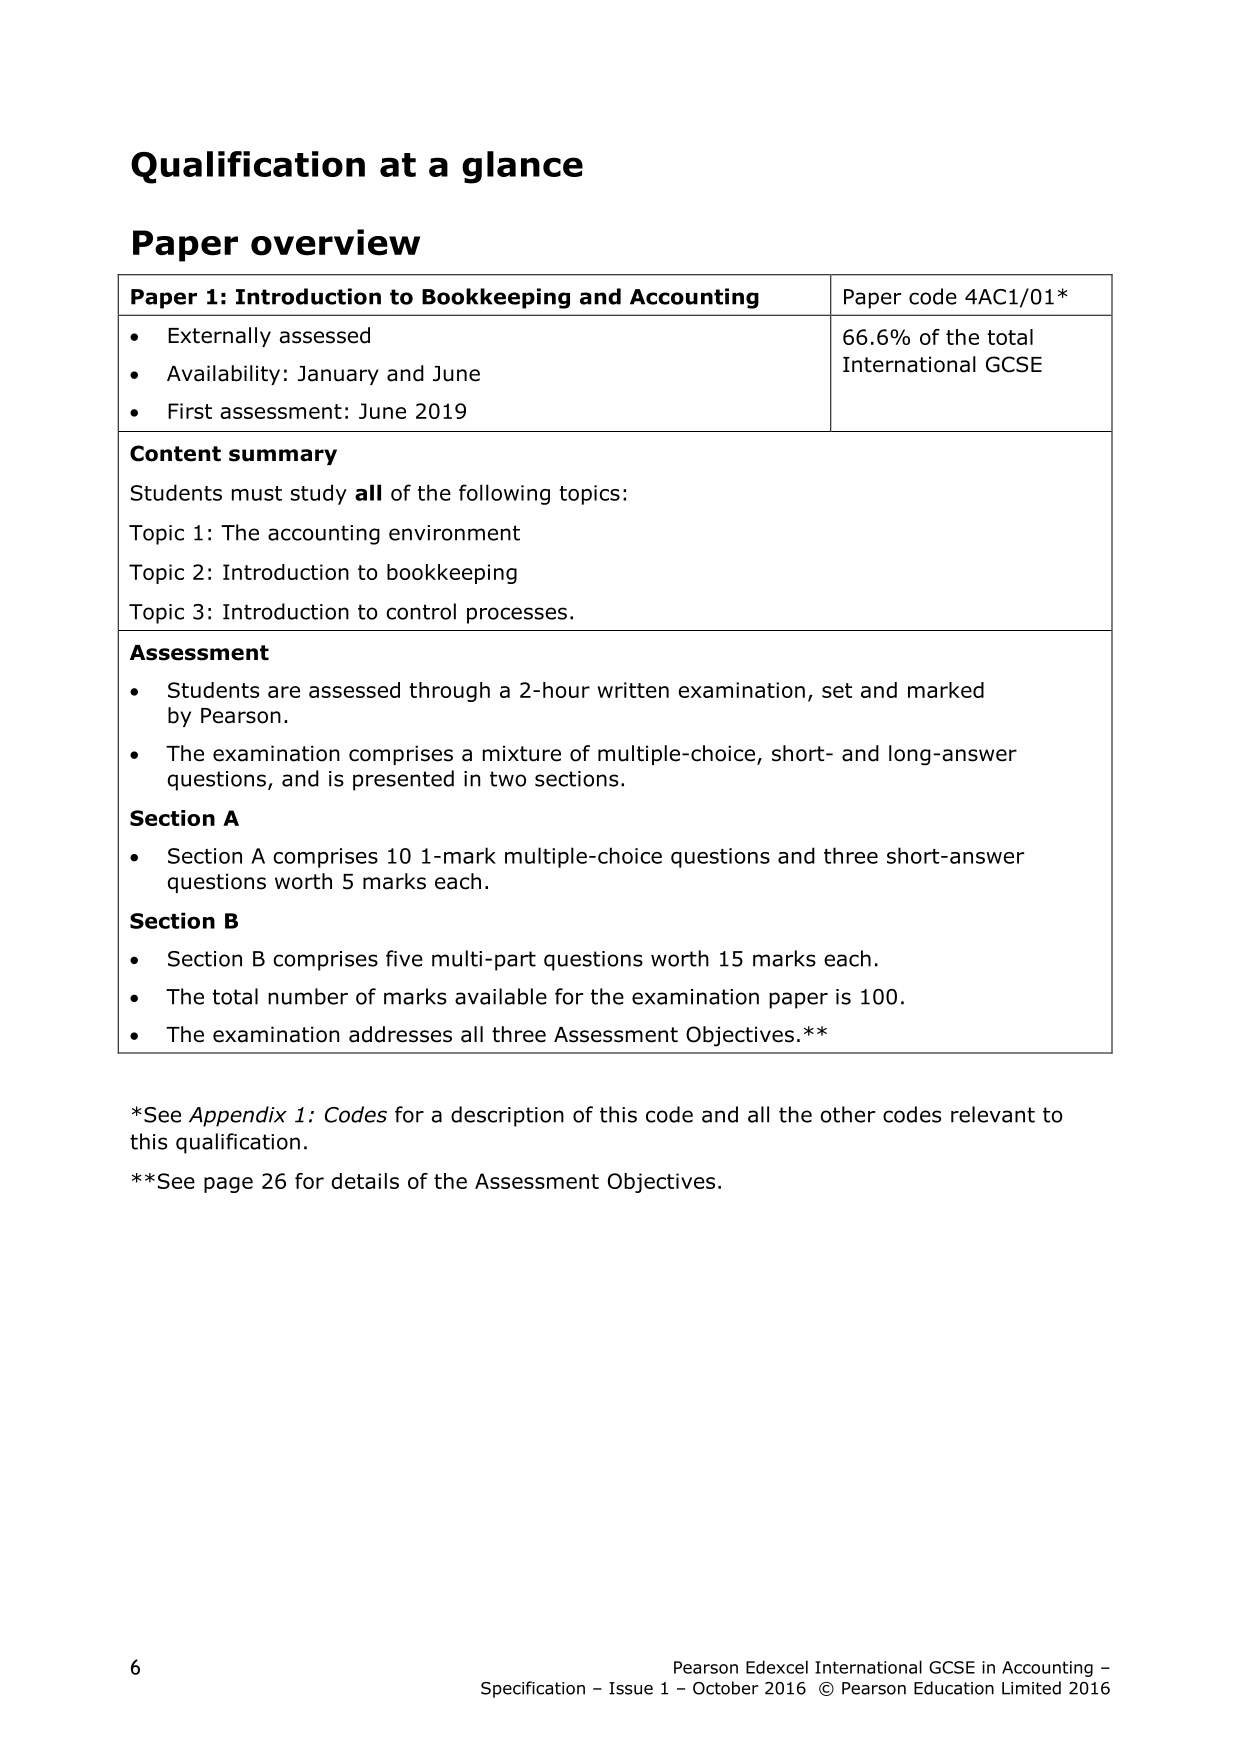 Qualification at a glance
Paper overview
Paper 1: Introduction to Bookkeeping and Accounting
Paper code 4AC1/01*
• Externally assessed
• Availability: January and June
• First assessment: June 2019
66.6% of the total
International GCSE
Content summary
Students must study all of the following topics:
Topic 1: The accounting environment
Topic 2: Introduction to bookkeeping
Topic 3: Introduction to control processes.
Assessment
• Students are assessed through a 2-hour written examination, set and marked
by Pearson.
• The examination comprises a mixture of multiple-choice, short- and long-answer
questions, and is presented in two sections.
Section A
• Section A comprises 10 1-mark multiple-choice questions and three short-answer
questions worth 5 marks each.
Section B
• Section B comprises five multi-part questions worth 15 marks each.
• The total number of marks available for the examination paper is 100.
• The examination addresses all three Assessment Objectives.**
*See Appendix 1: Codes for a description of this code and all the other codes relevant to
this qualification.
**See page 26 for details of the Assessment Objectives.
6
Pearson Edexcel International GCSE in Accounting –
Specification – Issue 1 – October 2016 © Pearson Education Limited 2016